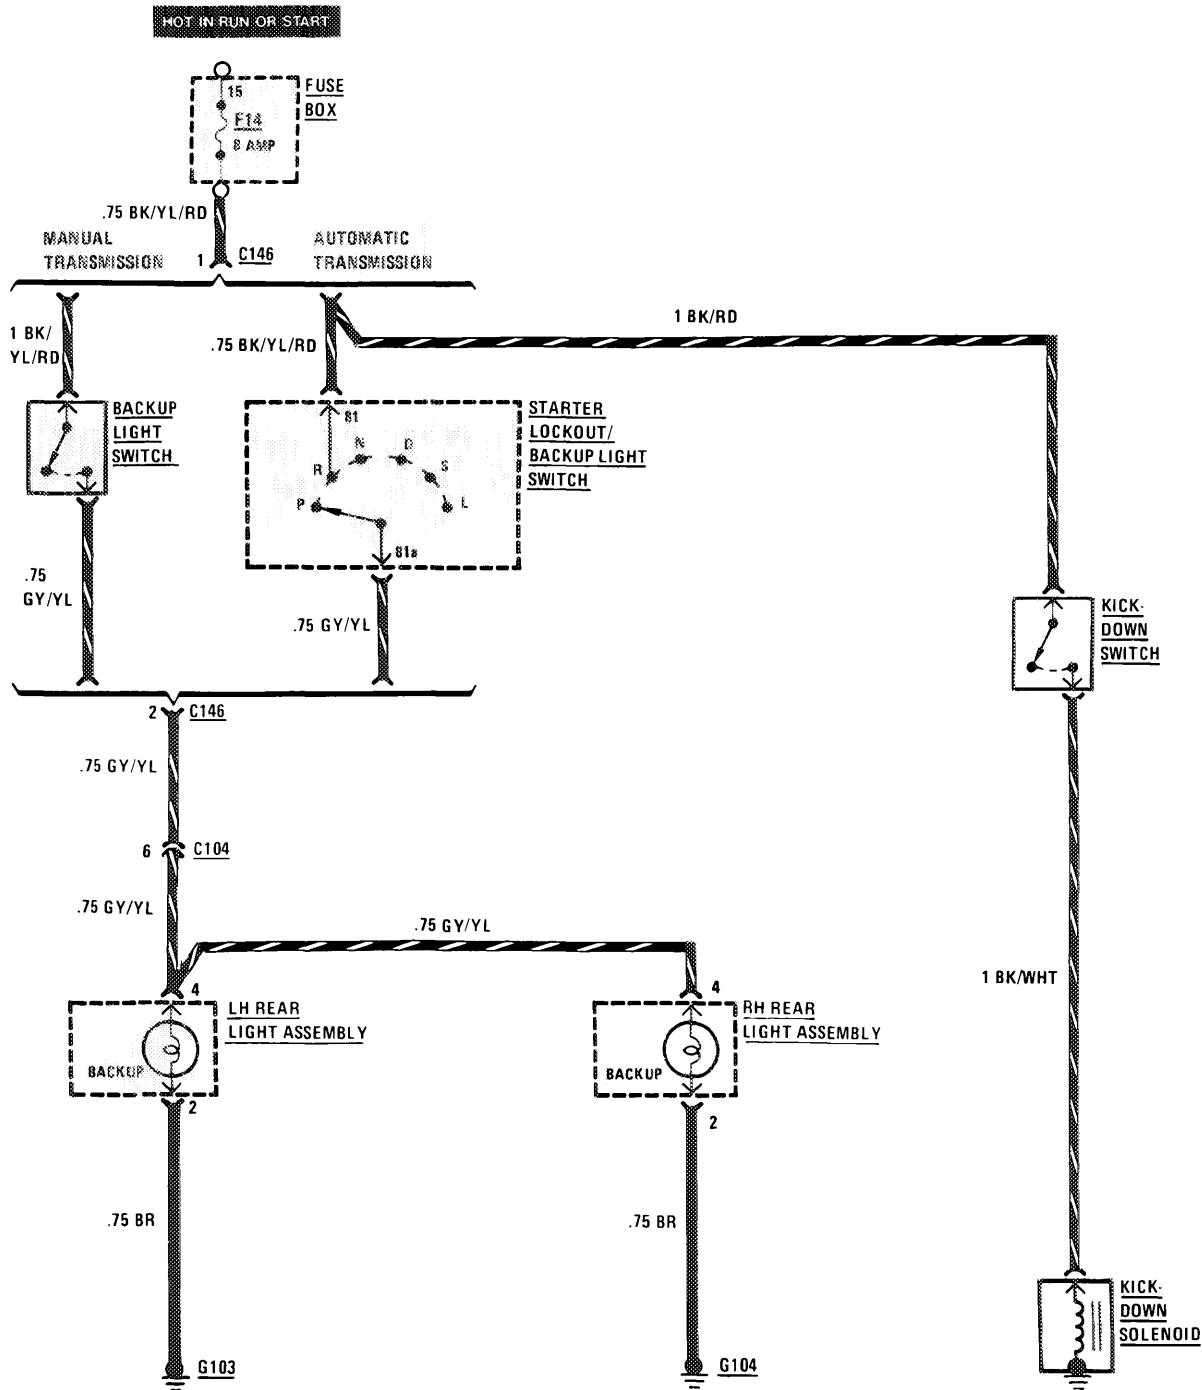 HOT IN RUN OR START
15
F14
8 AMP
FUSE
BOX
.75 BK/YL/RD
MANUAL
TRANSMISSION
1
C146
AUTOMATIC
TRANSMISSION
1 BK/
YL/RD
.75 BK/YL/RD
1 BK/RD
BACKUP
LIGHT
SWITCH
81
N
D
R
S
P
L
81a
STARTER
LOCKOUT/
BACKUP LIGHT
SWITCH
.75
GY/YL
.75 GY/YL
KICK-
DOWN
SWITCH
2
C146
.75 GY/YL
6
C104
.75 GY/YL
.75 GY/YL
1 BK/WHT
4
LH REAR
LIGHT ASSEMBLY
BACKUP
2
4
RH REAR
LIGHT ASSEMBLY
BACKUP
2
.75 BR
.75 BR
KICK-
DOWN
SOLENOID
G103
G104